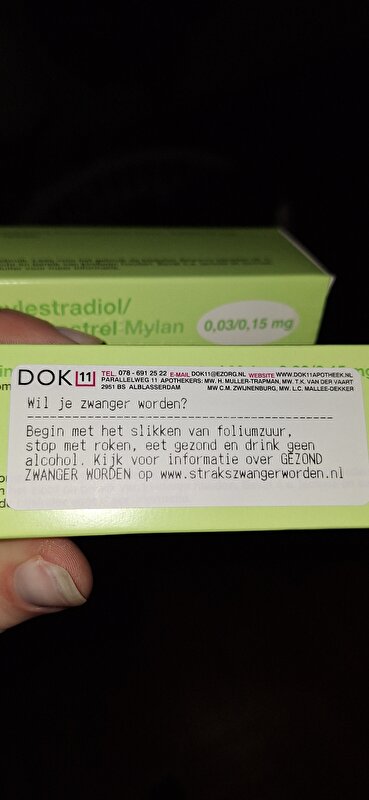 ylestradiol/
estrel Mylan
0,03/0,15 mg
DOK 11
TEL. 078 - 691 25 22 E-MAIL DOK11@EZORG.NL WEBSITE WWW.DOK11APOTHEEK.NL
PARALLELWEG 11 APOTHEKERS: MW. H. MULLER-TRAPMAN, MW. T.K. VAN DER VAART
2951 BS ALBLASSERDAM MW C.M. ZWIJNENBURG, MW. L.C. MALLEE-DEKKER
Wil je zwanger worden?
Begin met het slikken van foliumzuur,
stop met roken, eet gezond en drink geen
alcohol. Kijk voor informatie over GEZOND
ZWANGER WORDEN op www.strakszwangerworden.nl